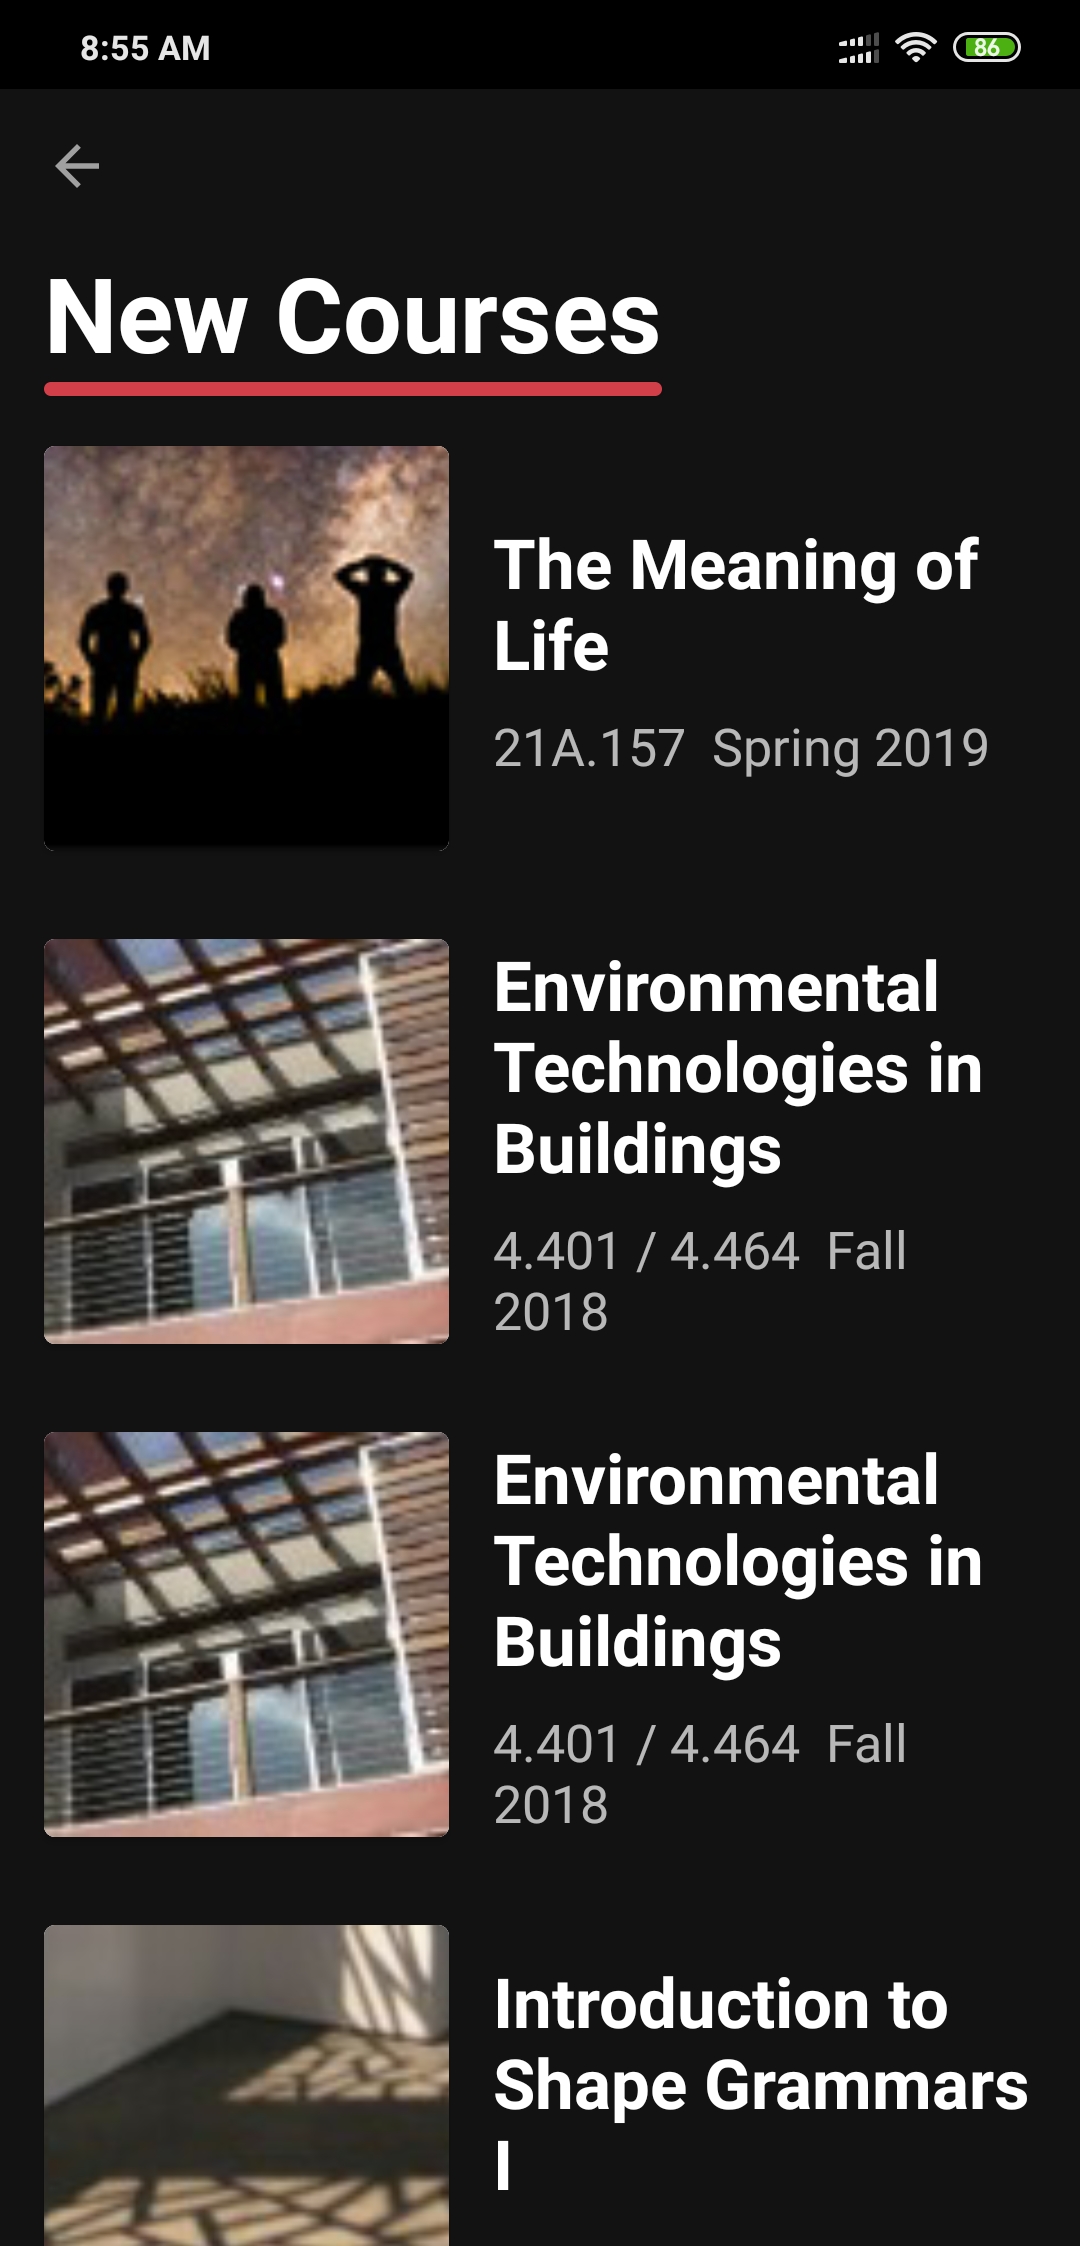 8:55 AM
86
New Courses
The Meaning of
Life
21A.157  Spring 2019
Environmental
Technologies in
Buildings
4.401 / 4.464  Fall
2018
Environmental
Technologies in
Buildings
4.401 / 4.464  Fall
2018
Introduction to
Shape Grammars
I